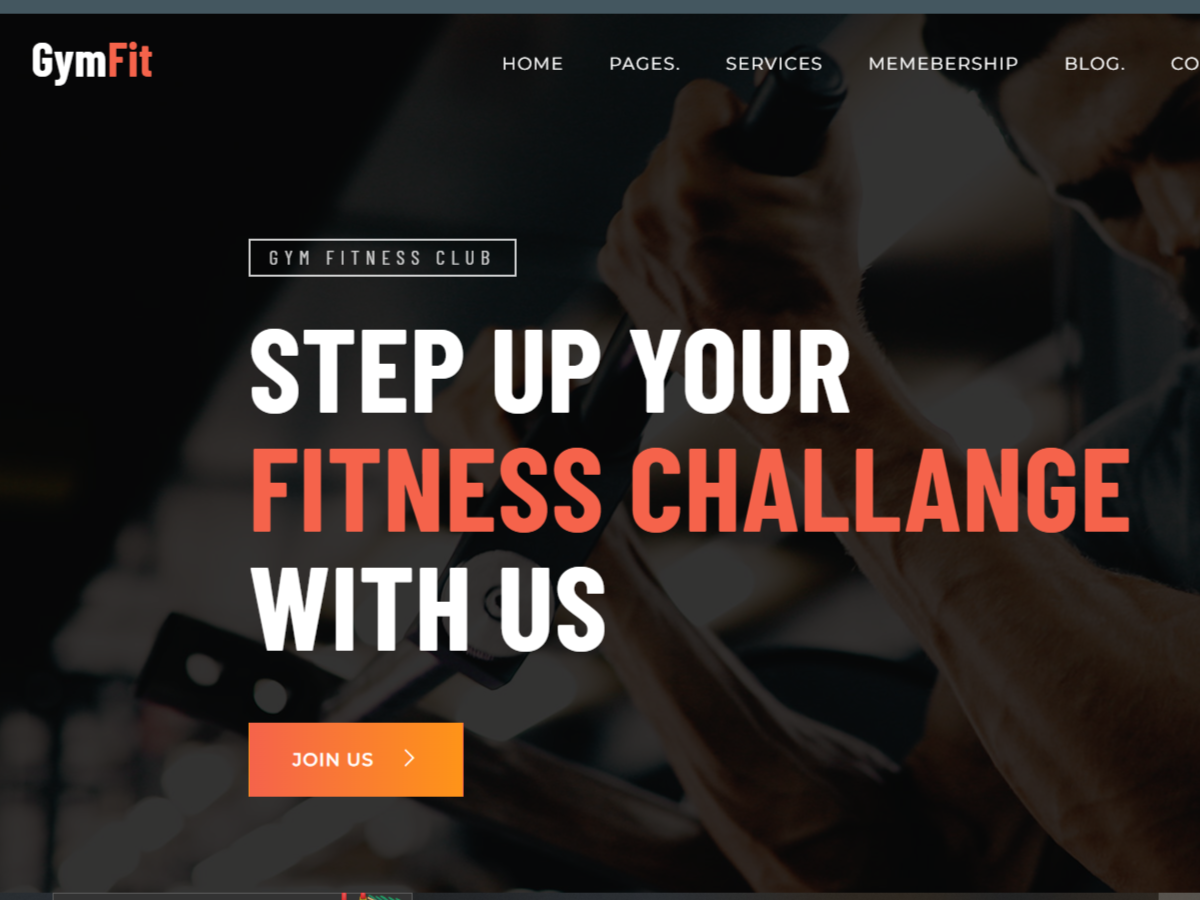 GymFit
HOME PAGES. SERVICES MEMEBERSHIP BLOG. CO
GYM FITNESS CLUB
STEP UP YOUR
FITNESS CHALLANGE
WITH US
JOIN US